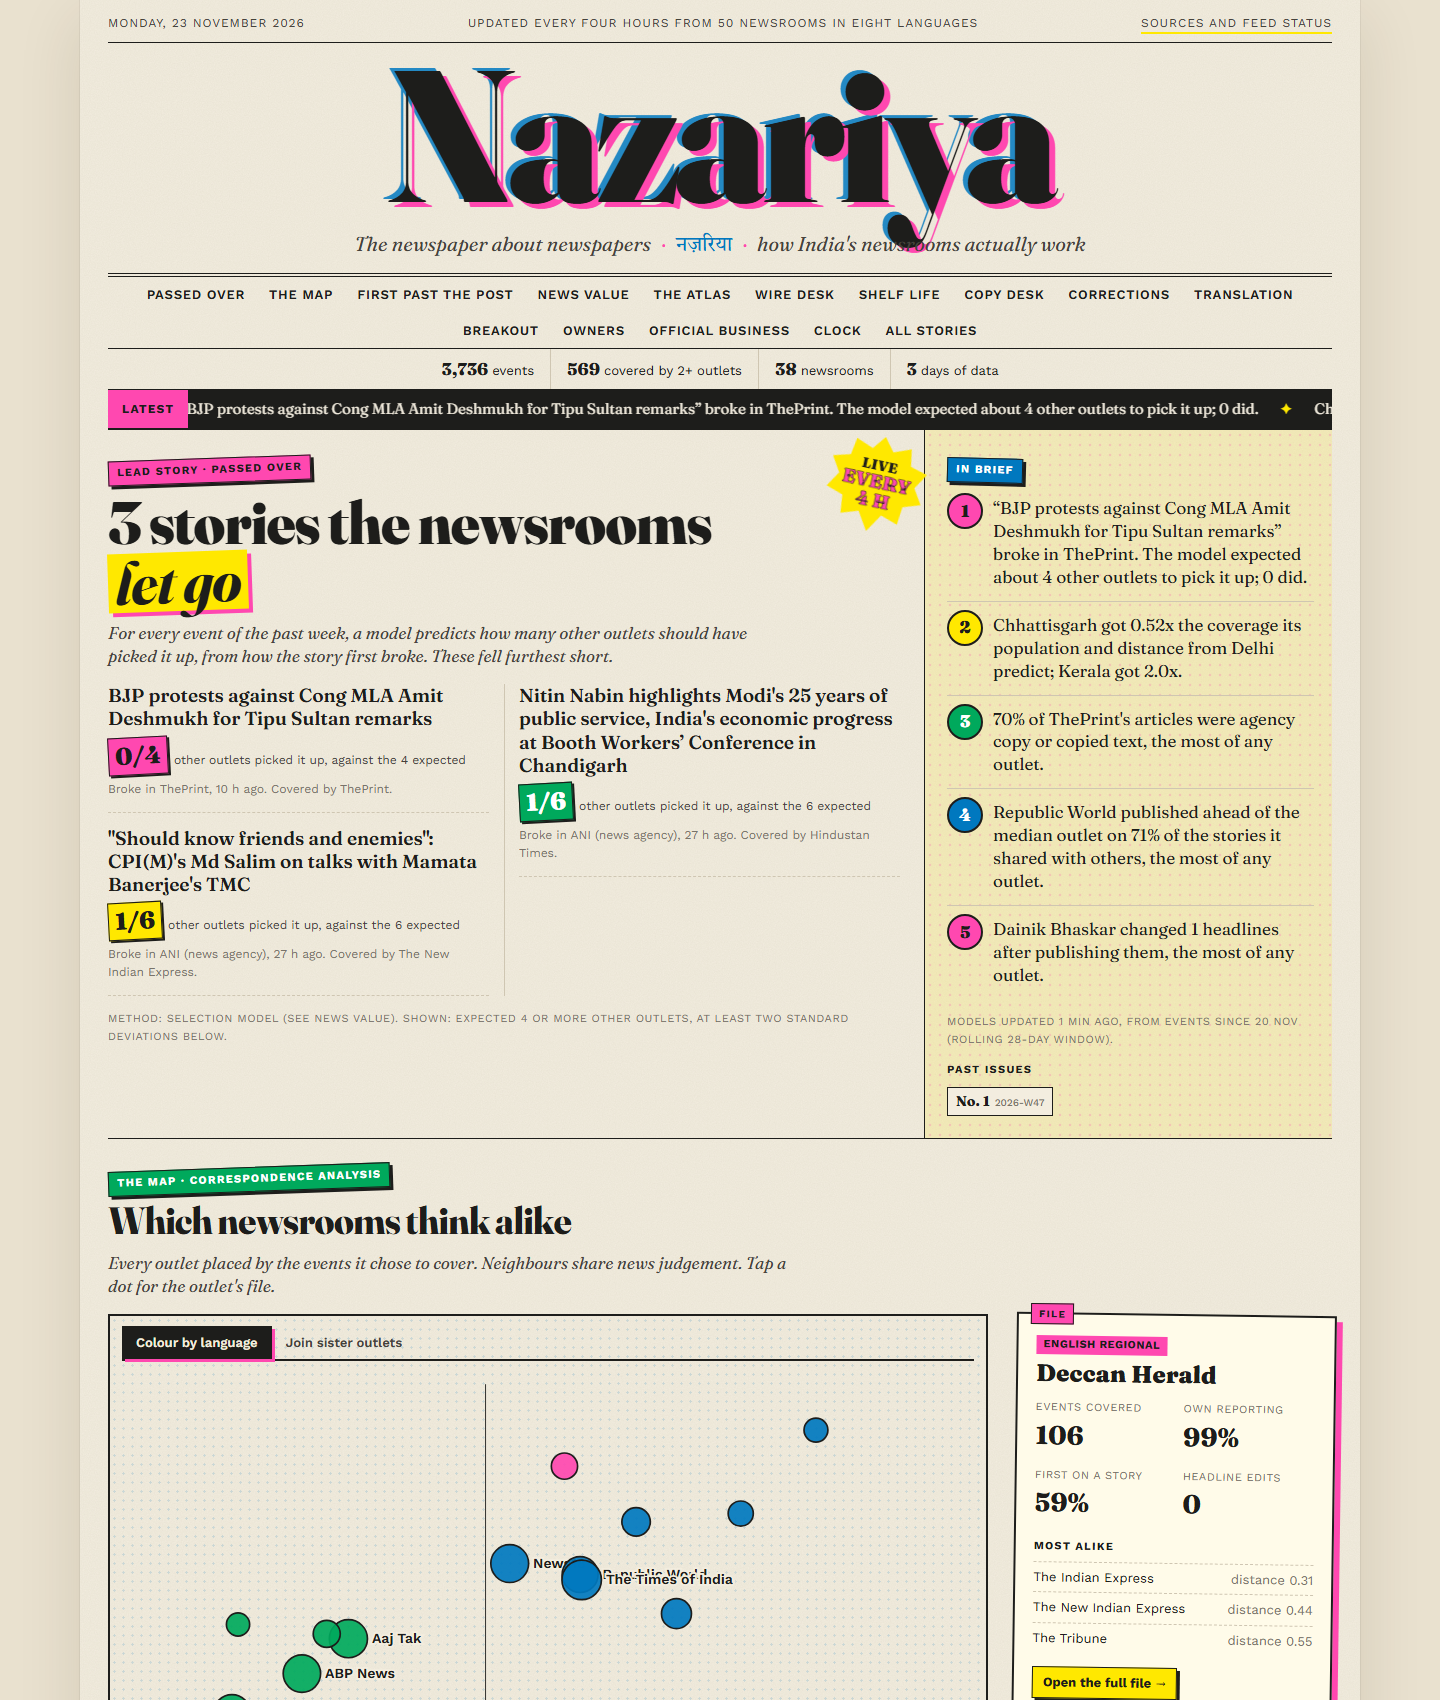 MONDAY, 23 NOVEMBER 2026
UPDATED EVERY FOUR HOURS FROM 50 NEWSROOMS IN EIGHT LANGUAGES
SOURCES AND FEED STATUS
Nazariya
The newspaper about newspapers · नज़रिया · how India's newsrooms actually work
PASSED OVER THE MAP FIRST PAST THE POST NEWS VALUE THE ATLAS WIRE DESK SHELF LIFE COPY DESK CORRECTIONS TRANSLATION
BREAKOUT OWNERS OFFICIAL BUSINESS CLOCK ALL STORIES
3,736 events 569 covered by 2+ outlets 38 newsrooms 3 days of data
LATEST
BJP protests against Cong MLA Amit Deshmukh for Tipu Sultan remarks” broke in ThePrint. The model expected about 4 other outlets to pick it up; 0 did. ✦ Ch
LEAD STORY · PASSED OVER
LIVE
EVERY
4 H
3 stories the newsrooms
let go
For every event of the past week, a model predicts how many other outlets should have
picked it up, from how the story first broke. These fell furthest short.
BJP protests against Cong MLA Amit
Deshmukh for Tipu Sultan remarks
0/4 other outlets picked it up, against the 4 expected
Broke in ThePrint, 10 h ago. Covered by ThePrint.
"Should know friends and enemies":
CPI(M)'s Md Salim on talks with Mamata
Banerjee's TMC
1/6 other outlets picked it up, against the 6 expected
Broke in ANI (news agency), 27 h ago. Covered by The New
Indian Express.
Nitin Nabin highlights Modi's 25 years of
public service, India's economic progress
at Booth Workers’ Conference in
Chandigarh
1/6 other outlets picked it up, against the 6 expected
Broke in ANI (news agency), 27 h ago. Covered by Hindustan
Times.
METHOD: SELECTION MODEL (SEE NEWS VALUE). SHOWN: EXPECTED 4 OR MORE OTHER OUTLETS, AT LEAST TWO STANDARD
DEVIATIONS BELOW.
IN BRIEF
1 “BJP protests against Cong MLA Amit
Deshmukh for Tipu Sultan remarks”
broke in ThePrint. The model expected
about 4 other outlets to pick it up; 0 did.
2 Chhattisgarh got 0.52x the coverage its
population and distance from Delhi
predict; Kerala got 2.0x.
3 70% of ThePrint's articles were agency
copy or copied text, the most of any
outlet.
4 Republic World published ahead of the
median outlet on 71% of the stories it
shared with others, the most of any
outlet.
5 Dainik Bhaskar changed 1 headlines
after publishing them, the most of any
outlet.
MODELS UPDATED 1 MIN AGO, FROM EVENTS SINCE 20 NOV
(ROLLING 28-DAY WINDOW).
PAST ISSUES
No. 1 2026-W47
THE MAP · CORRESPONDENCE ANALYSIS
Which newsrooms think alike
Every outlet placed by the events it chose to cover. Neighbours share news judgement. Tap a
dot for the outlet's file.
Colour by language Join sister outlets
The Times of India
Aaj Tak
ABP News
FILE
ENGLISH REGIONAL
Deccan Herald
EVENTS COVERED OWN REPORTING
106 99%
FIRST ON A STORY HEADLINE EDITS
59% 0
MOST ALIKE
The Indian Express distance 0.31
The New Indian Express distance 0.44
The Tribune distance 0.55
Open the full file →